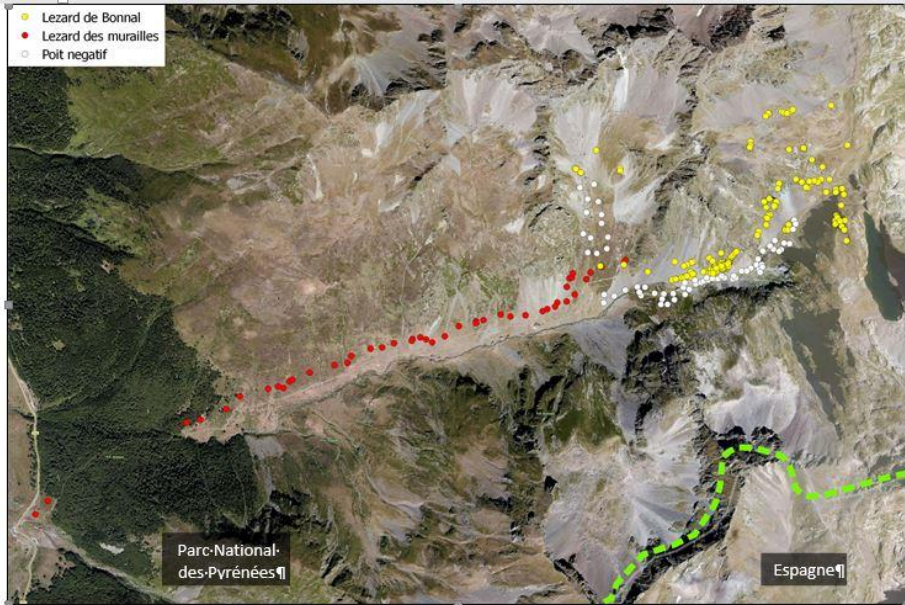 Lezard de Bonnal
Lezard des murailles
Poit negatif
Parc·National·
des·Pyrénées¶
Espagne¶